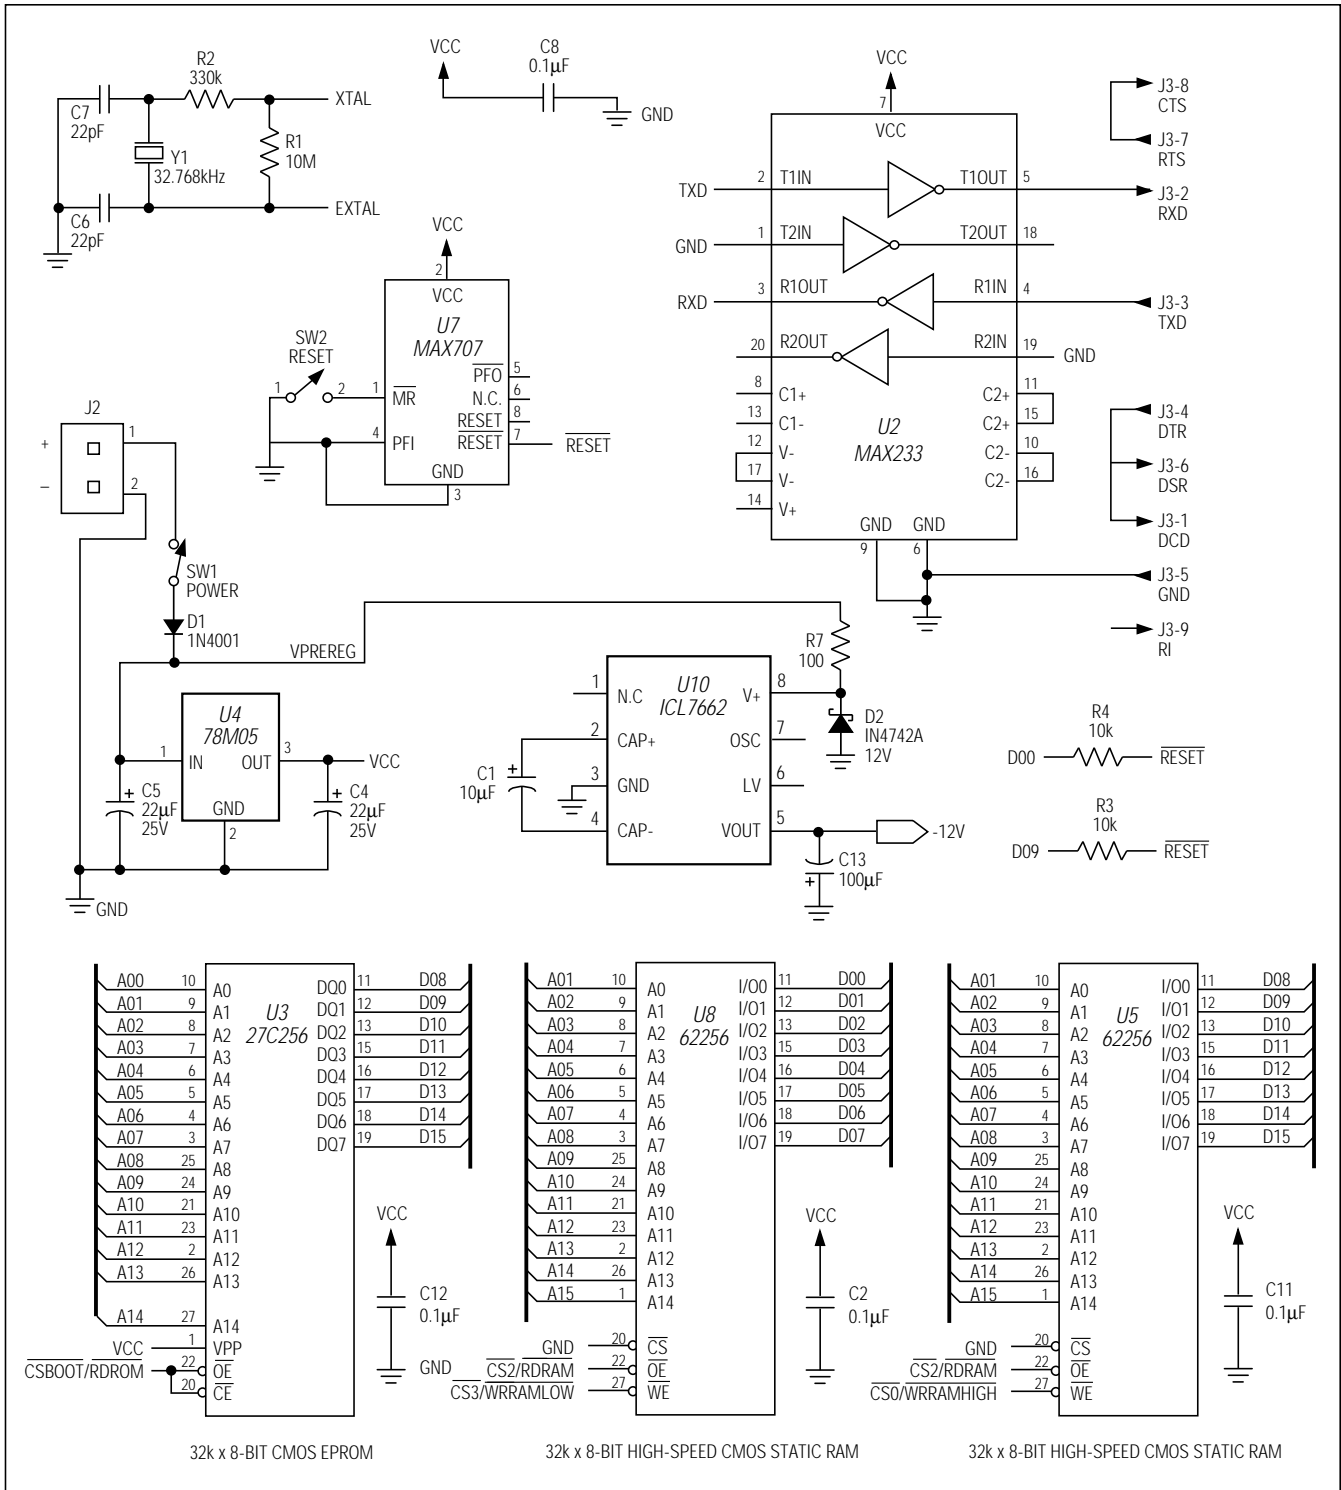 R2
330k
C7
22pF
XTAL
Y1
32.768kHz
R1
10M
C6
22pF
EXTAL
VCC
C8
0.1µF
GND
VCC
7
VCC
TXD 2 T1IN T1OUT 5
GND 1 T2IN T2OUT 18
RXD 3 R1OUT R1IN 4
20 R2OUT R2IN 19 GND
8 C1+ C2+ 11
13 C1- C2+ 15
12 V- C2- 10
17 V- C2- 16
14 V+
U2
MAX233
GND GND
9 6
J3-8
CTS
J3-7
RTS
J3-2
RXD
J3-3
TXD
J3-4
DTR
J3-6
DSR
J3-1
DCD
J3-5
GND
J3-9
RI
VCC
2
VCC
U7
MAX707
SW2
RESET
1 2 1 MR
4 PFI
PFO 5
N.C. 6
RESET 8
RESET 7 RESET
GND
3
J2
+ 1
– 2
SW1
POWER
D1
1N4001
VPREREG
U4
78M05
1 IN OUT 3 VCC
GND
2
C5
+
22µF
25V
C4
+
22µF
25V
GND
R7
100
U10
ICL7662
1 N.C V+ 8
2 CAP+ OSC 7
3 GND LV 6
4 CAP- VOUT 5
C1
+
10µF
D2
IN4742A
12V
-12V
C13
+
100µF
R4
10k
D00 RESET
R3
10k
D09 RESET
U3
27C256
A00 10 A0 DQ0 11 D08
A01 9 A1 DQ1 12 D09
A02 8 A2 DQ2 13 D10
A03 7 A3 DQ3 15 D11
A04 6 A4 DQ4 16 D12
A05 5 A5 DQ5 17 D13
A06 4 A6 DQ6 18 D14
A07 3 A7 DQ7 19 D15
A08 25 A8
A09 24 A9
A10 21 A10
A11 23 A11
A12 2 A12
A13 26 A13
A14 27 A14
VCC 1 VPP
CSBOOT/RDROM 22 OE
20 CE
VCC
C12
0.1µF
GND
32k x 8-BIT CMOS EPROM
U8
62256
A01 10 A0 I/O0 11 D00
A02 9 A1 I/O1 12 D01
A03 8 A2 I/O2 13 D02
A04 7 A3 I/O3 15 D03
A05 6 A4 I/O4 16 D04
A06 5 A5 I/O5 17 D05
A07 4 A6 I/O6 18 D06
A08 3 A7 I/O7 19 D07
A09 25 A8
A10 24 A9
A11 21 A10
A12 23 A11
A13 2 A12
A14 26 A13
A15 1 A14
GND 20 CS
CS2/RDRAM 22 OE
CS3/WRRAMLOW 27 WE
VCC
C2
0.1µF
32k x 8-BIT HIGH-SPEED CMOS STATIC RAM
U5
62256
A01 10 A0 I/O0 11 D08
A02 9 A1 I/O1 12 D09
A03 8 A2 I/O2 13 D10
A04 7 A3 I/O3 15 D11
A05 6 A4 I/O4 16 D12
A06 5 A5 I/O5 17 D13
A07 4 A6 I/O6 18 D14
A08 3 A7 I/O7 19 D15
A09 25 A8
A10 24 A9
A11 21 A10
A12 23 A11
A13 2 A12
A14 26 A13
A15 1 A14
GND 20 CS
CS2/RDRAM 22 OE
CS0/WRRAMHIGH 27 WE
VCC
C11
0.1µF
32k x 8-BIT HIGH-SPEED CMOS STATIC RAM